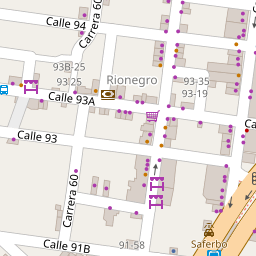 Calle 94
Carrera 60
93B-25
93-25
Rionegro
93-35
93-19
Calle 93A
Calle 93
Carrera 60
Calle 91B
91-58
Saferbo